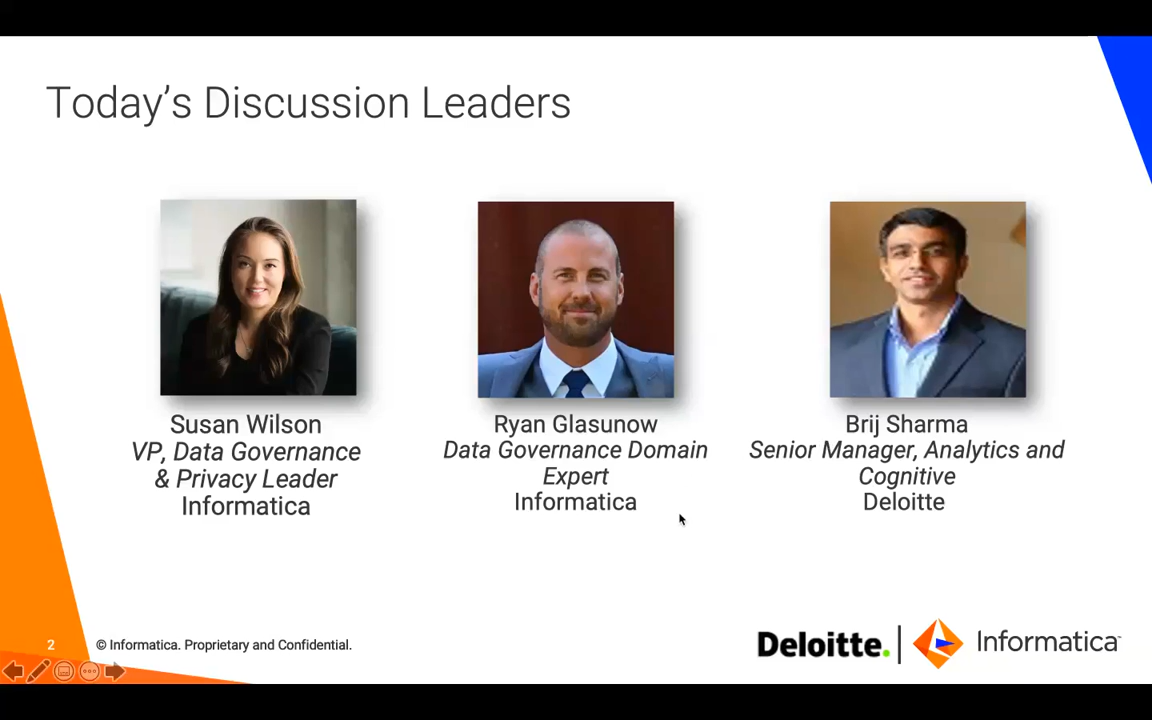 Today’s Discussion Leaders
Susan Wilson
VP, Data Governance
& Privacy Leader
Informatica
Ryan Glasunow
Data Governance Domain
Expert
Informatica
Brij Sharma
Senior Manager, Analytics and
Cognitive
Deloitte
2
© Informatica. Proprietary and Confidential.
Deloitte.
Informatica